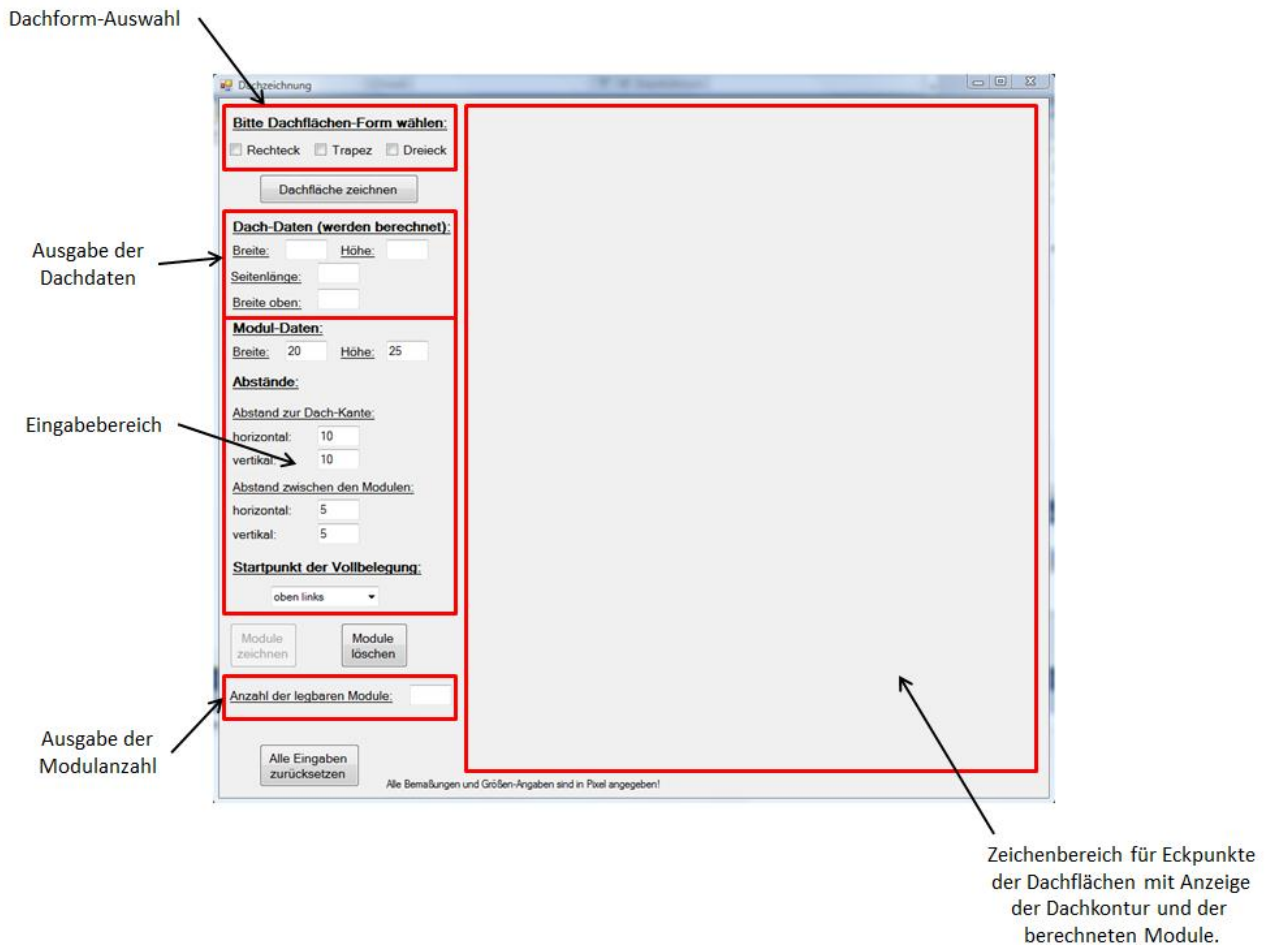 Dachform-Auswahl
Dachzeichnung
Bitte Dachflächen-Form wählen:
Rechteck Trapez Dreieck
Dachfläche zeichnen
Dach-Daten (werden berechnet):
Breite: Höhe:
Seitenlänge:
Breite oben:
Ausgabe der
Dachdaten
Modul-Daten:
Breite: 20 Höhe: 25
Abstände:
Abstand zur Dach-Kante:
horizontal: 10
vertikal: 10
Eingabebereich
Abstand zwischen den Modulen:
horizontal: 5
vertikal: 5
Startpunkt der Vollbelegung:
oben links
Module
zeichnen
Module
löschen
Anzahl der legbaren Module:
Ausgabe der
Modulanzahl
Alle Eingaben
zurücksetzen
Alle Bemaßungen und Größen-Angaben sind in Pixel angegeben!
Zeichenbereich für Eckpunkte
der Dachflächen mit Anzeige
der Dachkontur und der
berechneten Module.